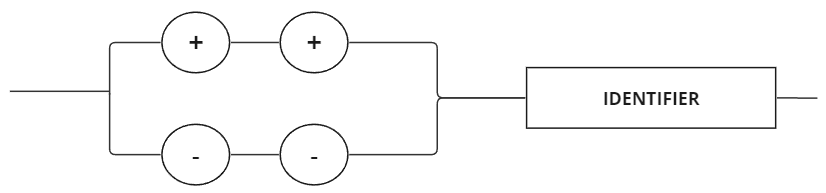 + +
IDENTIFIER
- -